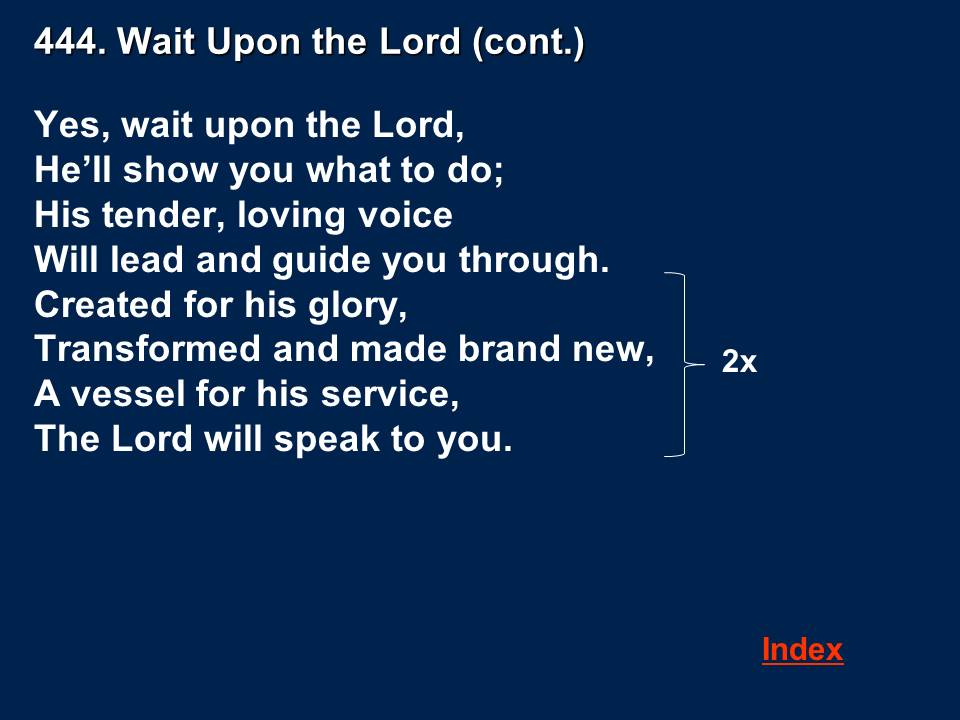 444. Wait Upon the Lord (cont.)
Yes, wait upon the Lord,
He’ll show you what to do;
His tender, loving voice
Will lead and guide you through.
Created for his glory,
Transformed and made brand new,
A vessel for his service,
The Lord will speak to you.
2x
Index